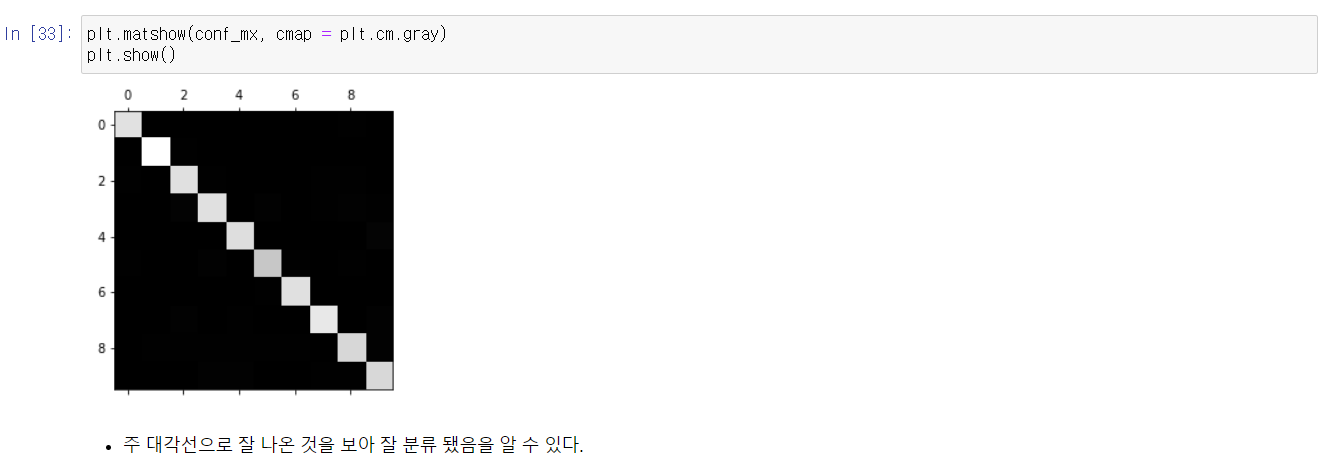 In [33]: plt.matshow(conf_mx, cmap = plt.cm.gray)
plt.show()
0 2 4 6 8
0
2
4
6
8
• 주 대각선으로 잘 나온 것을 보아 잘 분류 됐음을 알 수 있다.